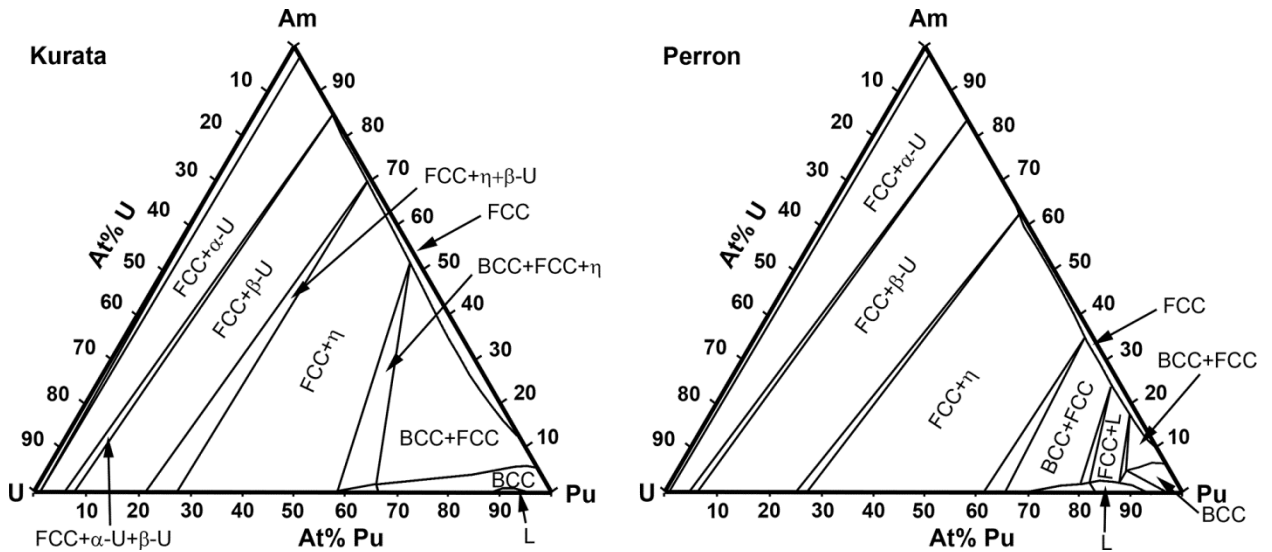 Am
Kurata
10
90
20
80
30
70
FCC+η+β-U
At% U
40
60
FCC
50
FCC+α-U
50
BCC+FCC+η
60
FCC+β-U
40
70
30
FCC+η
80
20
90
BCC+FCC
10
BCC
U
Pu
10
20
30
40
50
60
70
80
90
FCC+α-U+β-U
At% Pu
L
Am
Perron
10
90
20
80
30
FCC+α-U
70
At% U
40
60
50
50
60
FCC+β-U
40
FCC
70
30
BCC+FCC
80
FCC+η
20
90
BCC+FCC
FCC+L
10
U
Pu
10
20
30
40
50
60
70
80
90
BCC
At% Pu
L